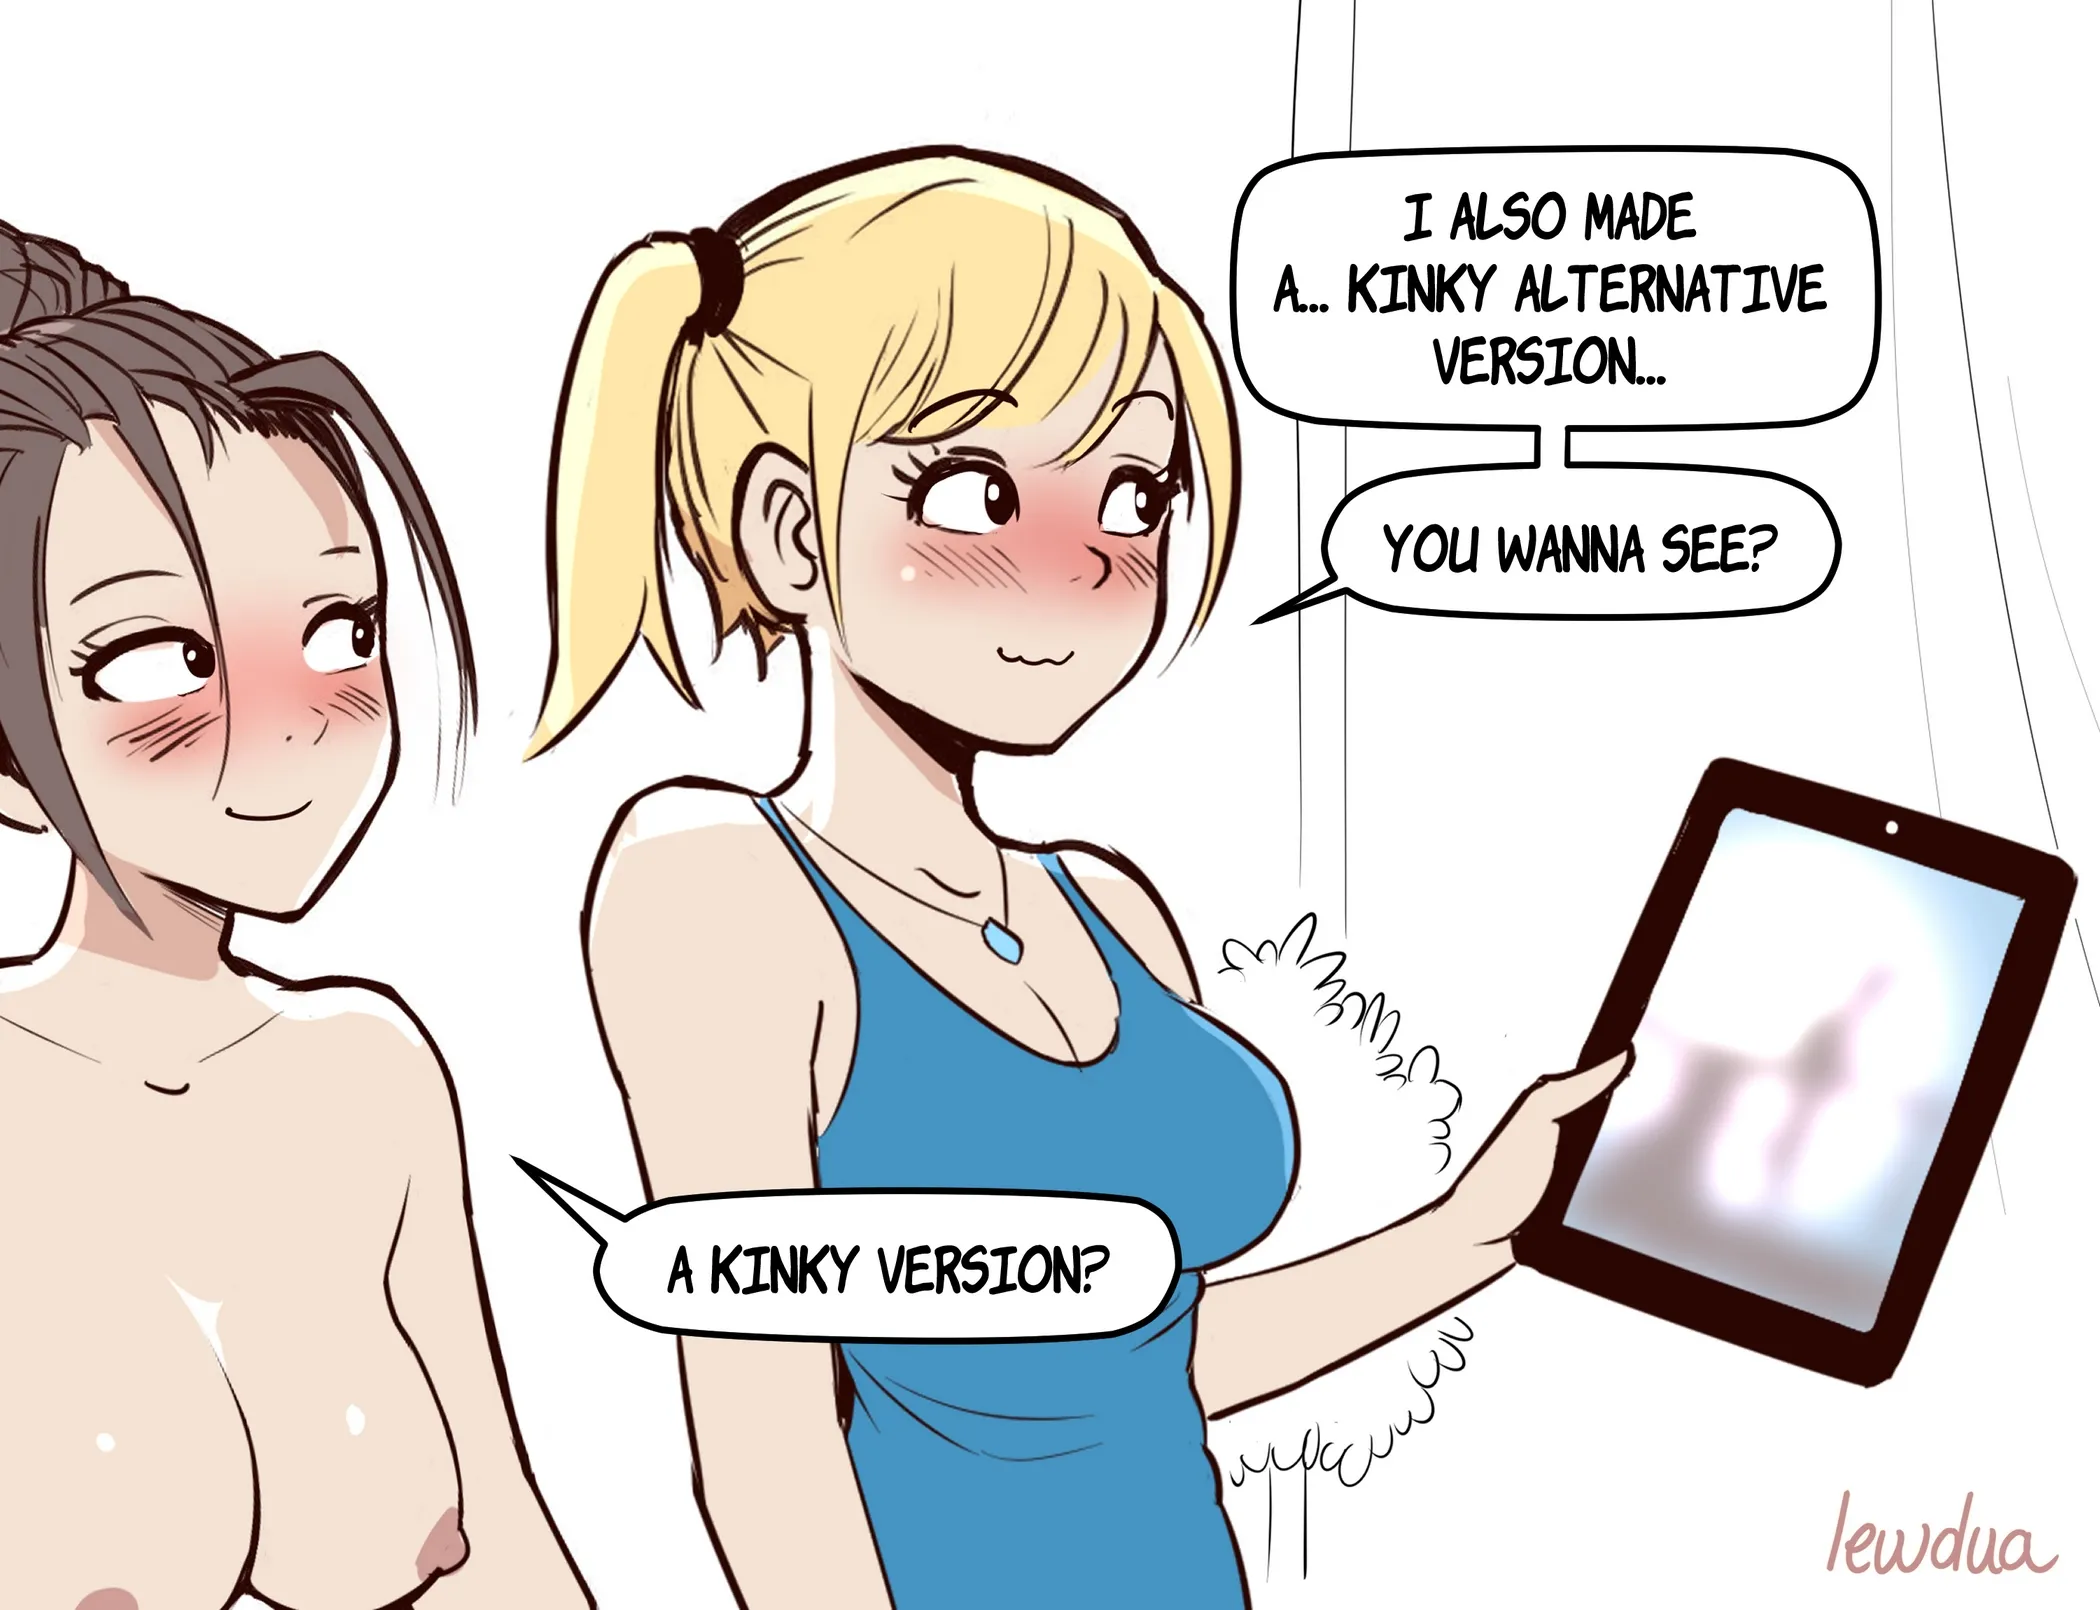 I ALSO MADE
A... KINKY ALTERNATIVE
VERSION...
YOU WANNA SEE?
A KINKY VERSION?
lewdua